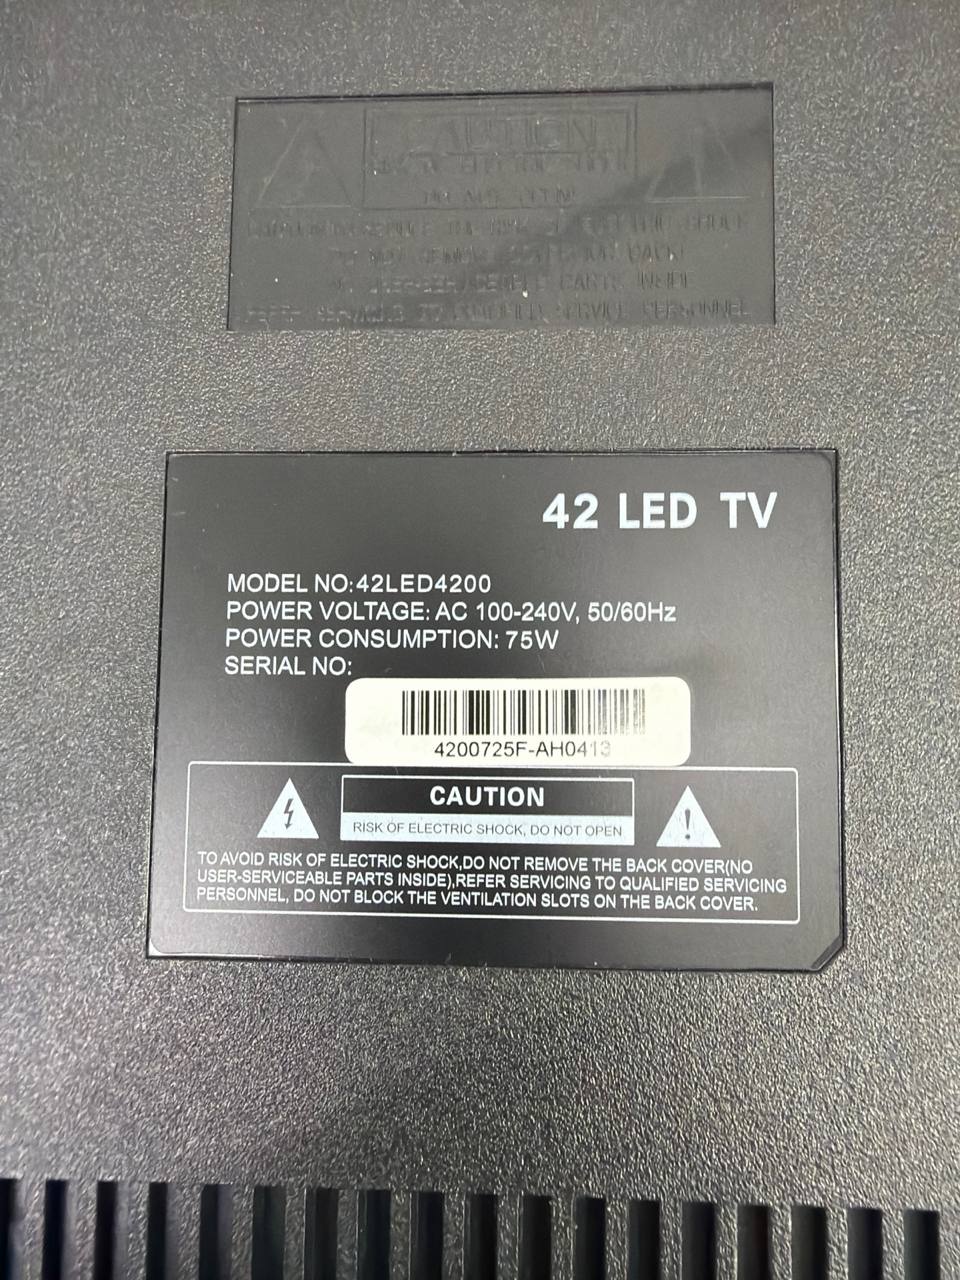 CAUTION
DO NOT OPEN
42 LED TV
MODEL NO:42LED4200
POWER VOLTAGE: AC 100-240V, 50/60Hz
POWER CONSUMPTION: 75W
SERIAL NO:
4200725F-AH0413
CAUTION
RISK OF ELECTRIC SHOCK, DO NOT OPEN
TO AVOID RISK OF ELECTRIC SHOCK,DO NOT REMOVE THE BACK COVER(NO
USER-SERVICEABLE PARTS INSIDE),REFER SERVICING TO QUALIFIED SERVICING
PERSONNEL, DO NOT BLOCK THE VENTILATION SLOTS ON THE BACK COVER.